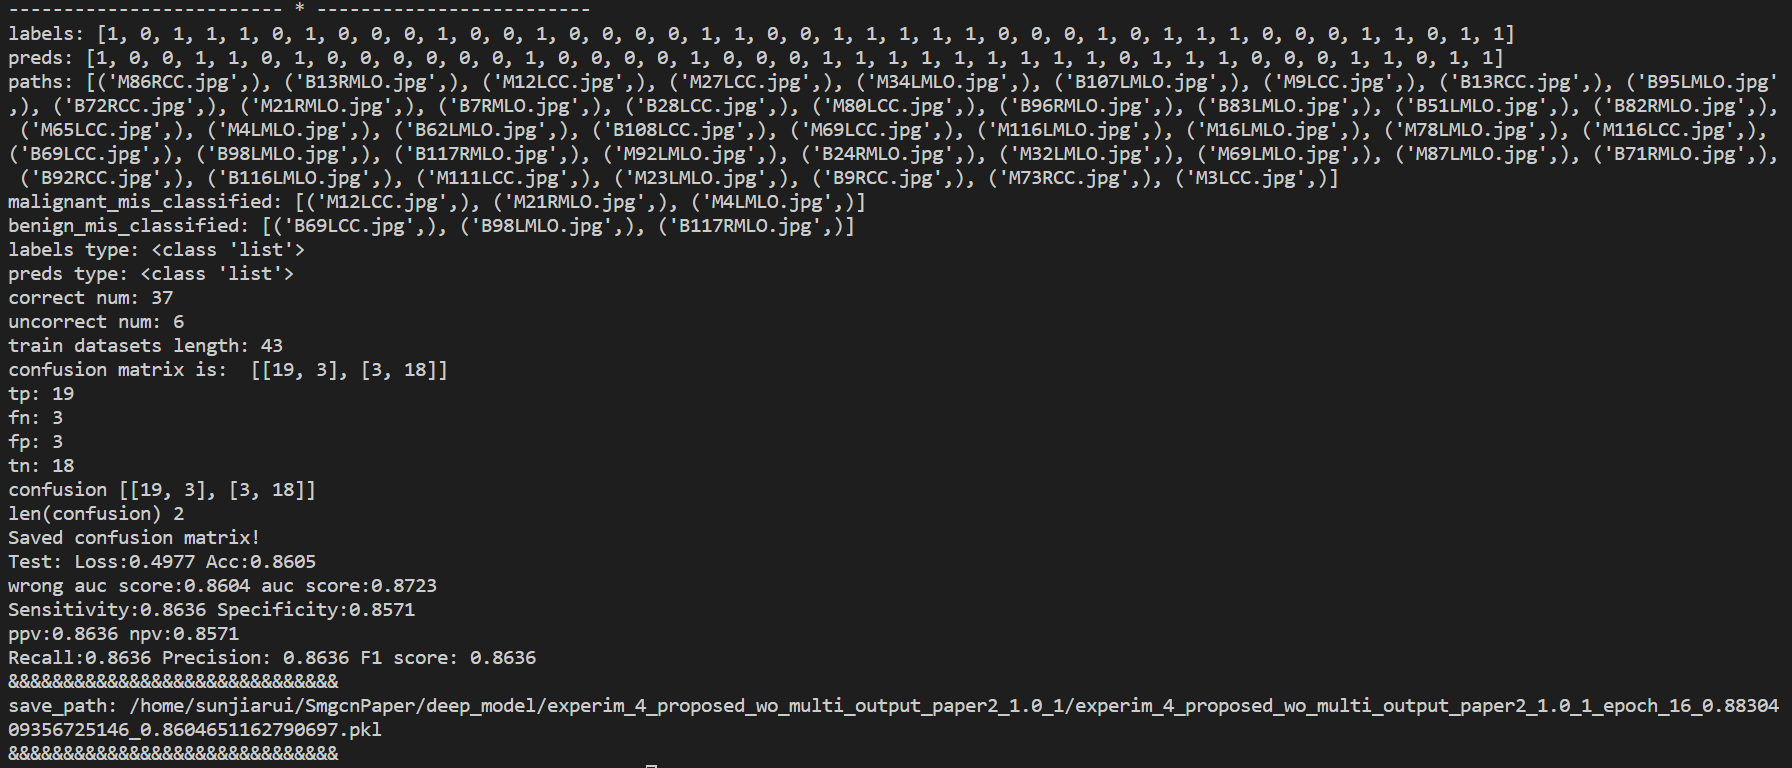 ------------------------- * -------------------------
labels: [1, 0, 1, 1, 1, 0, 1, 0, 0, 0, 1, 0, 0, 1, 0, 0, 0, 0, 1, 1, 0, 0, 1, 1, 1, 1, 1, 0, 0, 0, 1, 0, 1, 1, 1, 0, 0, 0, 1, 1, 0, 1, 1]
preds: [1, 0, 0, 1, 1, 0, 1, 0, 0, 0, 0, 0, 0, 1, 0, 0, 0, 0, 1, 0, 0, 0, 1, 1, 1, 1, 1, 1, 1, 1, 1, 0, 1, 1, 1, 0, 0, 0, 1, 1, 0, 1, 1]
paths: [('M86RCC.jpg',), ('B13RMLO.jpg',), ('M12LCC.jpg',), ('M27LCC.jpg',), ('M34LMLO.jpg',), ('B107LMLO.jpg',), ('M9LCC.jpg',), ('B13RCC.jpg',), ('B95LMLO.jpg'
,), ('B72RCC.jpg',), ('M21RMLO.jpg',), ('B7RMLO.jpg',), ('B28LCC.jpg',), ('M80LCC.jpg',), ('B96RMLO.jpg',), ('B83LMLO.jpg',), ('B51LMLO.jpg',), ('B82RMLO.jpg',),
('M65LCC.jpg',), ('M4LMLO.jpg',), ('B62LMLO.jpg',), ('B108LCC.jpg',), ('M69LCC.jpg',), ('M116LMLO.jpg',), ('M16LMLO.jpg',), ('M78LMLO.jpg',), ('M116LCC.jpg',),
('B69LCC.jpg',), ('B98LMLO.jpg',), ('B117RMLO.jpg',), ('M92LMLO.jpg',), ('B24RMLO.jpg',), ('M32LMLO.jpg',), ('M69LMLO.jpg',), ('M87LMLO.jpg',), ('B71RMLO.jpg',),
('B92RCC.jpg',), ('B116LMLO.jpg',), ('M111LCC.jpg',), ('M23LMLO.jpg',), ('B9RCC.jpg',), ('M73RCC.jpg',), ('M3LCC.jpg',)]
malignant_mis_classified: [('M12LCC.jpg',), ('M21RMLO.jpg',), ('M4LMLO.jpg',)]
benign_mis_classified: [('B69LCC.jpg',), ('B98LMLO.jpg',), ('B117RMLO.jpg',)]
labels type: <class 'list'>
preds type: <class 'list'>
correct num: 37
uncorrect num: 6
train datasets length: 43
confusion matrix is:  [[19, 3], [3, 18]]
tp: 19
fn: 3
fp: 3
tn: 18
confusion [[19, 3], [3, 18]]
len(confusion) 2
Saved confusion matrix!
Test: Loss:0.4977 Acc:0.8605
wrong auc score:0.8604 auc score:0.8723
Sensitivity:0.8636 Specificity:0.8571
ppv:0.8636 npv:0.8571
Recall:0.8636 Precision: 0.8636 F1 score: 0.8636
&&&&&&&&&&&&&&&&&&&&&&&&&&&&&&
save_path: /home/sunjiarui/SmgcnPaper/deep_model/experim_4_proposed_wo_multi_output_paper2_1.0_1/experim_4_proposed_wo_multi_output_paper2_1.0_1_epoch_16_0.88304
09356725146_0.8604651162790697.pkl
&&&&&&&&&&&&&&&&&&&&&&&&&&&&&&